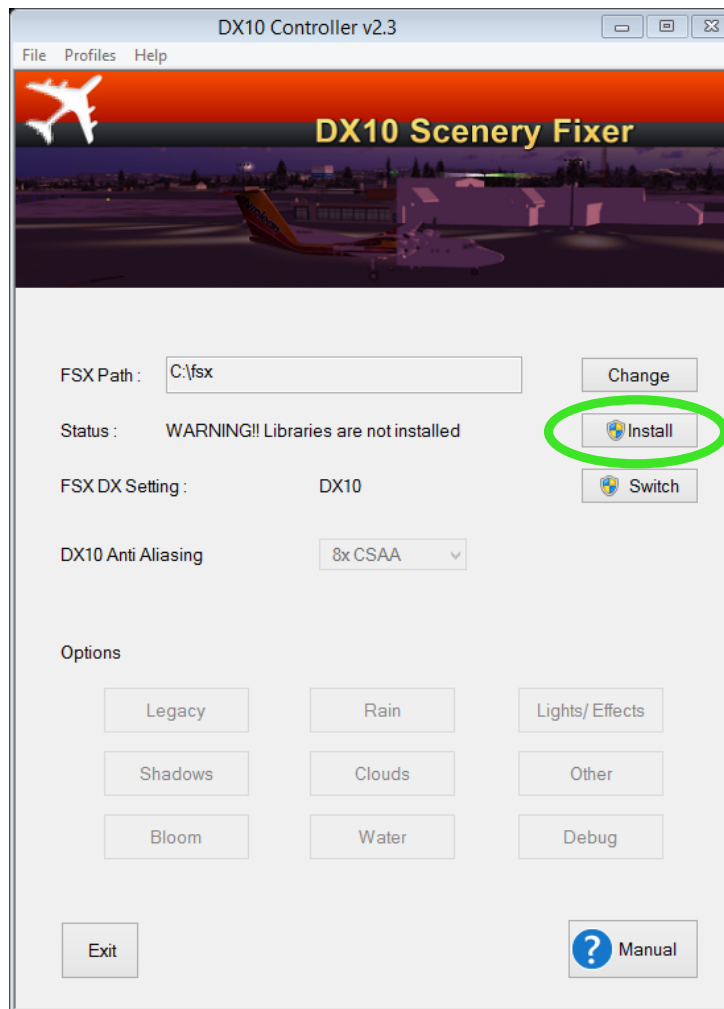 DX10 Controller v2.3
File Profiles Help
DX10 Scenery Fixer
FSX Path : C:\fsx Change
Status : WARNING!! Libraries are not installed Install
FSX DX Setting : DX10 Switch
DX10 Anti Aliasing 8x CSAA
Options
Legacy Rain Lights/ Effects
Shadows Clouds Other
Bloom Water Debug
Exit ? Manual